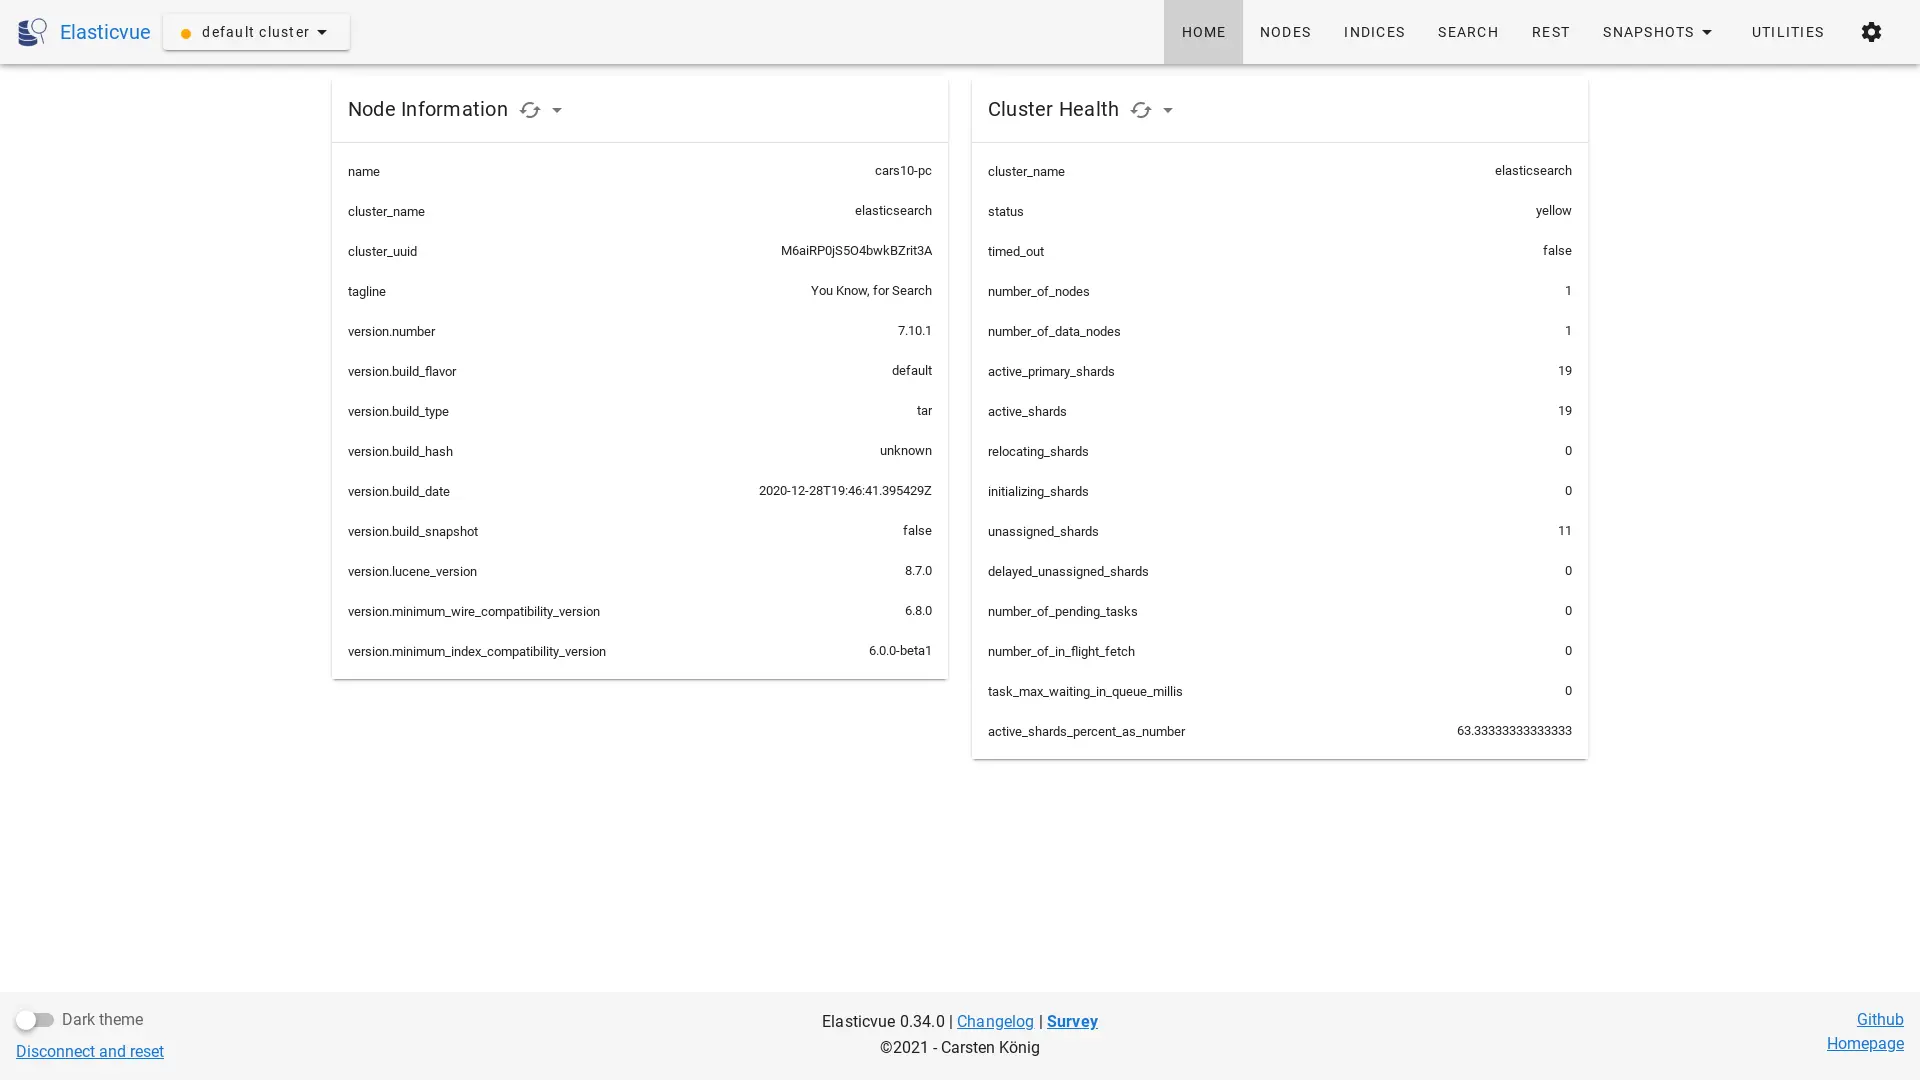 Elasticvue default cluster HOME NODES INDICES SEARCH REST SNAPSHOTS UTILITIES
Node Information
name cars10-pc
cluster_name elasticsearch
cluster_uuid M6aiRP0jS5O4bwkBZrit3A
tagline You Know, for Search
version.number 7.10.1
version.build_flavor default
version.build_type tar
version.build_hash unknown
version.build_date 2020-12-28T19:46:41.395429Z
version.build_snapshot false
version.lucene_version 8.7.0
version.minimum_wire_compatibility_version 6.8.0
version.minimum_index_compatibility_version 6.0.0-beta1
Cluster Health
cluster_name elasticsearch
status yellow
timed_out false
number_of_nodes 1
number_of_data_nodes 1
active_primary_shards 19
active_shards 19
relocating_shards 0
initializing_shards 0
unassigned_shards 11
delayed_unassigned_shards 0
number_of_pending_tasks 0
number_of_in_flight_fetch 0
task_max_waiting_in_queue_millis 0
active_shards_percent_as_number 63.33333333333333
Dark theme
Disconnect and reset
Elasticvue 0.34.0 | Changelog | Survey
©2021 - Carsten König
Github
Homepage